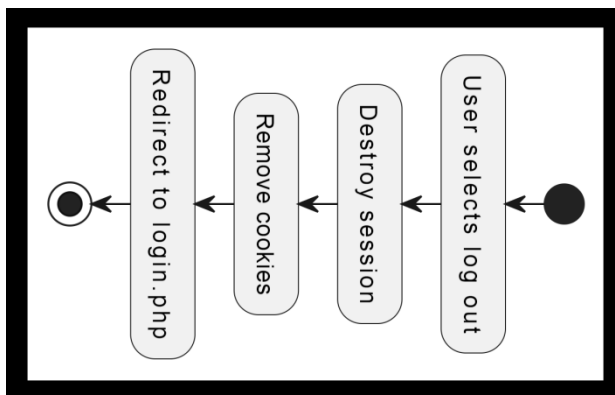 User selects log out
Destroy session
Remove cookies
Redirect to login.php